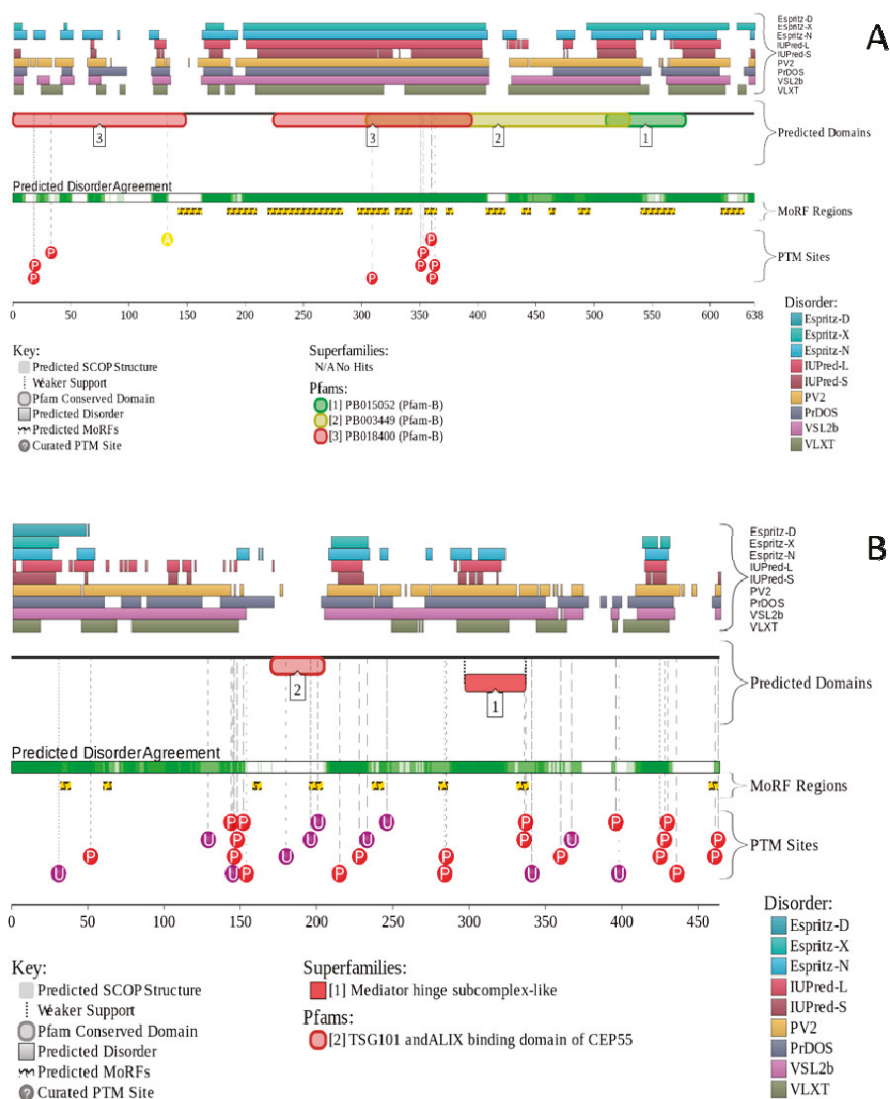 A
Espritz-D
Espritz-X
Espritz-N
IUPred-L
IUPred-S
PV2
PrDOS
VSL2b
VLXT
3
3
2
1
Predicted Domains
Predicted Disorder Agreement
MoRF Regions
A
P
P
P
P
P
P
P
P
P
P
PTM Sites
0 50 100 150 200 250 300 350 400 450 500 550 600 638
Key:
Predicted SCOP Structure
Weaker Support
Pfam Conserved Domain
Predicted Disorder
Predicted MoRFs
? Curated PTM Site
Superfamilies:
N/A No Hits
Pfams:
[1] PB015052 (Pfam-B)
[2] PB003449 (Pfam-B)
[3] PB018400 (Pfam-B)
Disorder:
Espritz-D
Espritz-X
Espritz-N
IUPred-L
IUPred-S
PV2
PrDOS
VSL2b
VLXT
B
Espritz-D
Espritz-X
Espritz-N
IUPred-L
IUPred-S
PV2
PrDOS
VSL2b
VLXT
2
1
Predicted Domains
Predicted Disorder Agreement
MoRF Regions
P P U U P P P
U P U U P U P P
P P U P P P P P
U U P P P U U P
PTM Sites
0 50 100 150 200 250 300 350 400 450
Key:
Predicted SCOP Structure
Weaker Support
Pfam Conserved Domain
Predicted Disorder
Predicted MoRFs
? Curated PTM Site
Superfamilies:
[1] Mediator hinge subcomplex-like
Pfams:
[2] TSG101 and ALIX binding domain of CEP55
Disorder:
Espritz-D
Espritz-X
Espritz-N
IUPred-L
IUPred-S
PV2
PrDOS
VSL2b
VLXT